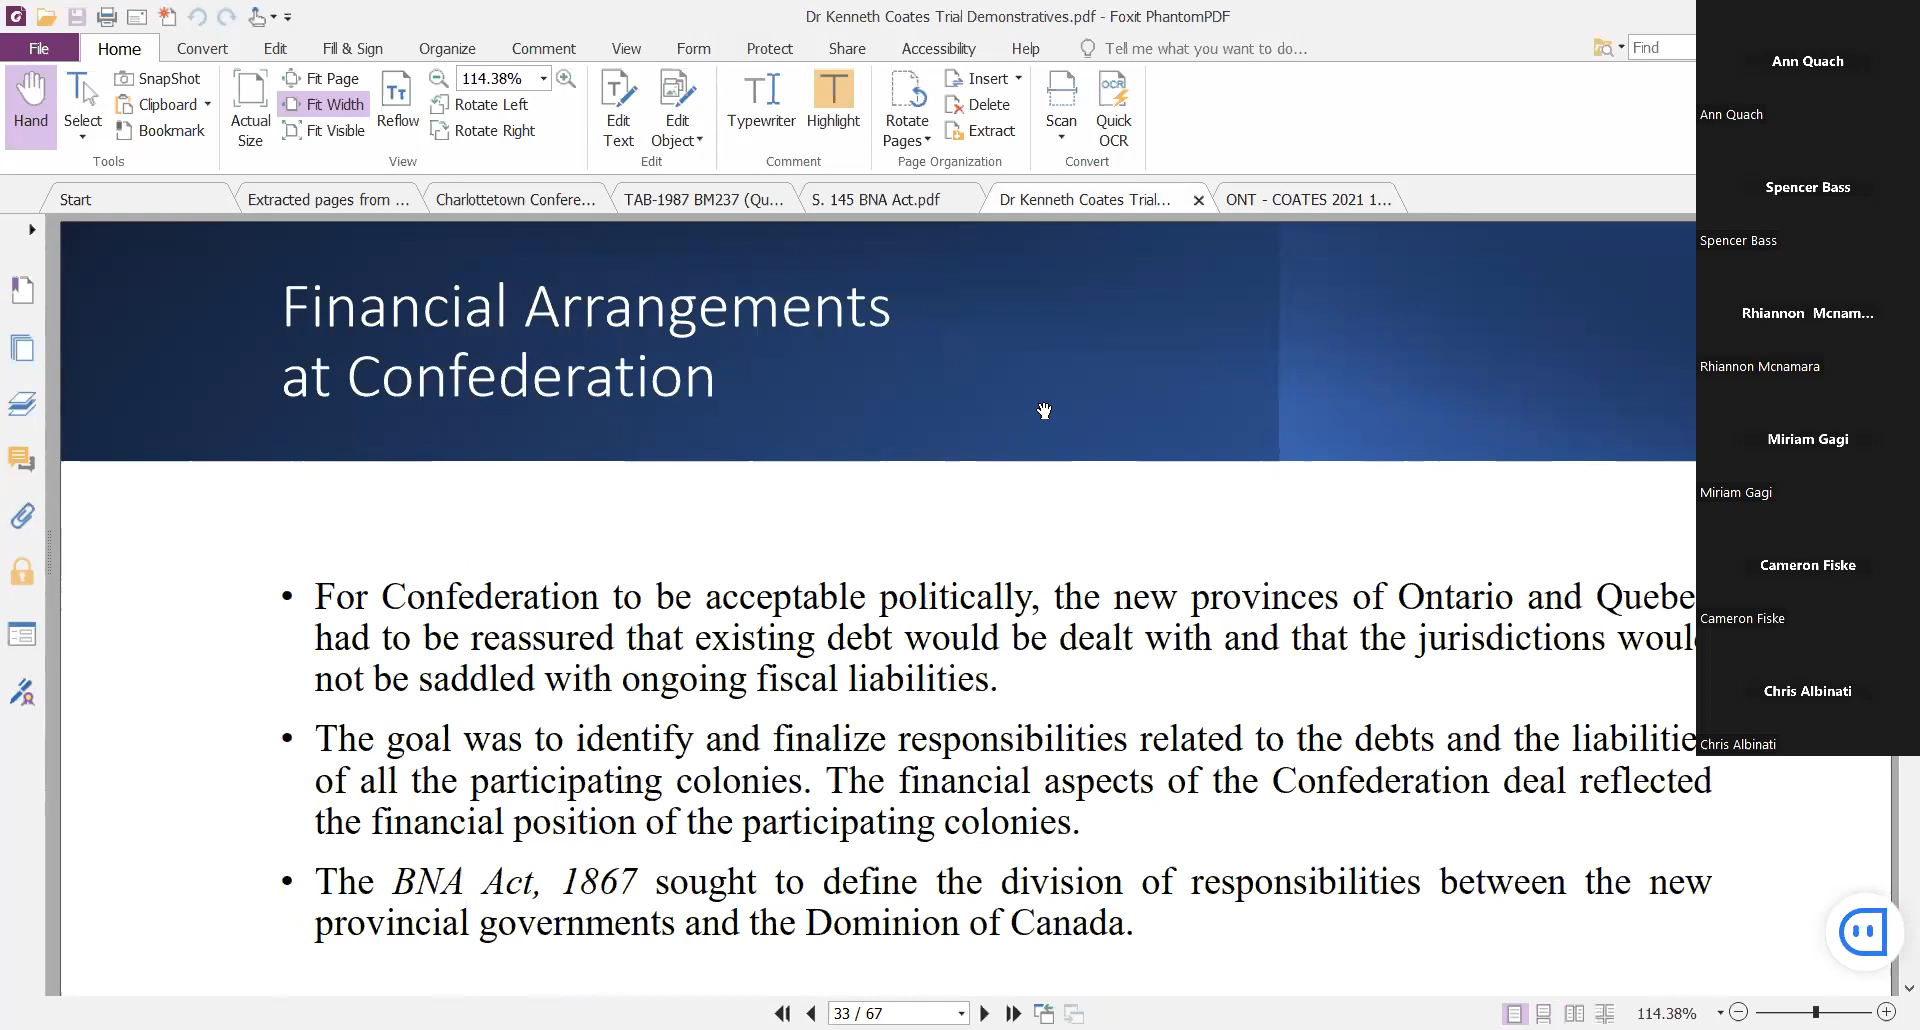 Dr Kenneth Coates Trial Demonstratives.pdf - Foxit PhantomPDF
File Home Convert Edit Fill & Sign Organize Comment View Form Protect Share Accessibility Help Tell me what you want to do... Find
Hand
Select
SnapShot
Clipboard
Bookmark
Tools
Actual Size
Fit Page
Fit Width
Fit Visible
Reflow
114.38%
Rotate Left
Rotate Right
View
Edit Text
Edit Object
Edit
Typewriter
Highlight
Comment
Rotate Pages
Insert
Delete
Extract
Page Organization
Scan
OCR
Quick OCR
Convert
Start Extracted pages from ... Charlottetown Confere... TAB-1987 BM237 (Qu... S. 145 BNA Act.pdf Dr Kenneth Coates Trial... ONT - COATES 2021 1...
Financial Arrangements
at Confederation
• For Confederation to be acceptable politically, the new provinces of Ontario and Quebe
had to be reassured that existing debt would be dealt with and that the jurisdictions woul
not be saddled with ongoing fiscal liabilities.
• The goal was to identify and finalize responsibilities related to the debts and the liabilitie
of all the participating colonies. The financial aspects of the Confederation deal reflected
the financial position of the participating colonies.
• The BNA Act, 1867 sought to define the division of responsibilities between the new
provincial governments and the Dominion of Canada.
Ann Quach
Ann Quach
Spencer Bass
Spencer Bass
Rhiannon Mcnam...
Rhiannon Mcnamara
Miriam Gagi
Miriam Gagi
Cameron Fiske
Cameron Fiske
Chris Albinati
Chris Albinati
33 / 67
114.38%